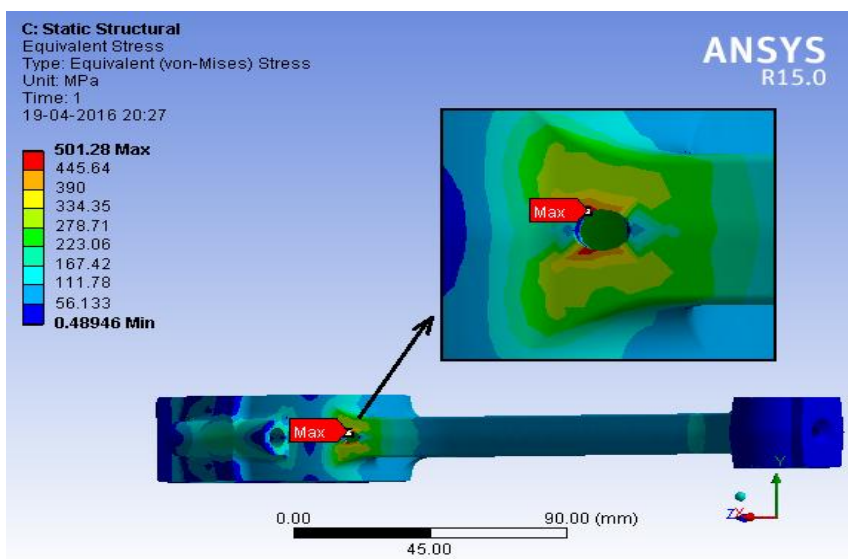 C: Static Structural
Equivalent Stress
Type: Equivalent (von-Mises) Stress
Unit: MPa
Time: 1
19-04-2016 20:27
ANSYS
R15.0
501.28 Max
445.64
390
334.35
278.71
223.06
167.42
111.78
56.133
0.48946 Min
Max
Max
Y
Z X
0.00 90.00 (mm)
45.00